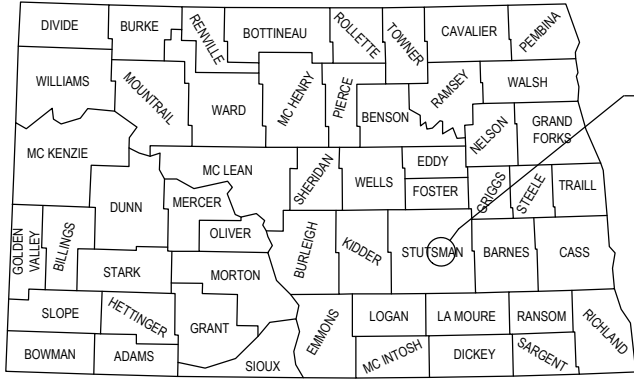 DIVIDE
BURKE
RENVILLE
BOTTINEAU
ROLLETTE
TOWNER
CAVALIER
PEMBINA
WILLIAMS
MOUNTRAIL
WARD
MC HENRY
PIERCE
BENSON
RAMSEY
WALSH
NELSON
GRAND
FORKS
MC KENZIE
DUNN
MC LEAN
MERCER
OLIVER
SHERIDAN
WELLS
EDDY
FOSTER
GRIGGS
STEELE
TRAILL
GOLDEN
VALLEY
BILLINGS
STARK
MORTON
BURLEIGH
KIDDER
STUTSMAN
BARNES
CASS
SLOPE
HETTINGER
GRANT
EMMONS
LOGAN
LA MOURE
RANSOM
RICHLAND
BOWMAN
ADAMS
SIOUX
MC INTOSH
DICKEY
SARGENT